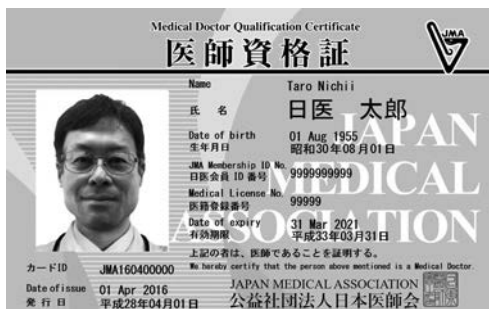 Medical Doctor Qualification Certificate
医師資格証
JMA
Name Taro Nichii
氏 名 日医 太郎
Date of birth 01 Aug 1955
生年月日 昭和30年08月01日
JMA Membership ID No.
日医会員 ID 番号 9999999999
Medical License No.
医籍登録番号 99999
Date of expiry 31 Mar 2021
有効期限 平成33年03月31日
上記の者は、医師であることを証明する。
We hereby certify that the person above mentioned is a Medical Doctor.
カードID JMA160400000
Date of issue 01 Apr 2016
発 行 日 平成28年04月01日
JAPAN MEDICAL ASSOCIATION
公益社団法人日本医師会
JAPAN
MEDICAL
ASSOCIATION